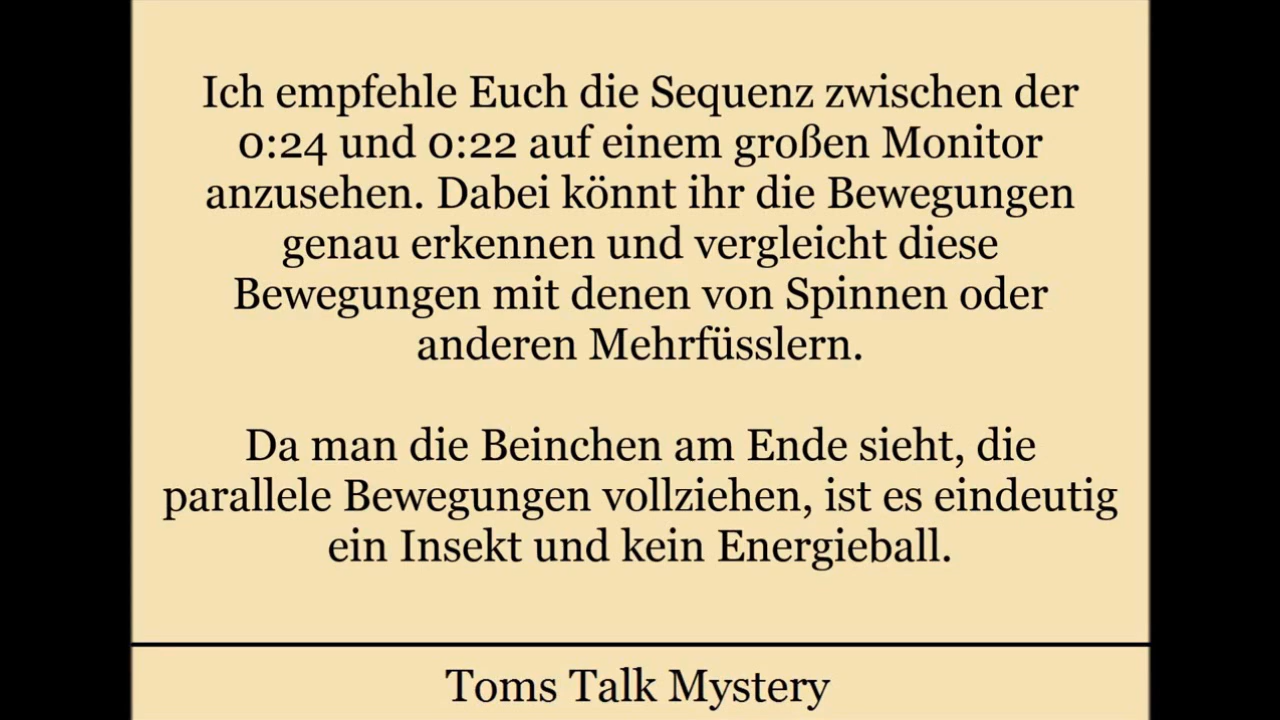 Ich empfehle Euch die Sequenz zwischen der
0:24 und 0:22 auf einem großen Monitor
anzusehen. Dabei könnt ihr die Bewegungen
genau erkennen und vergleicht diese
Bewegungen mit denen von Spinnen oder
anderen Mehrfüsslern.
Da man die Beinchen am Ende sieht, die
parallele Bewegungen vollziehen, ist es eindeutig
ein Insekt und kein Energieball.
Toms Talk Mystery